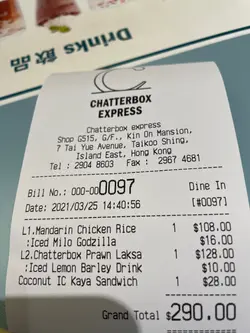 Drinks 飲品
CHATTERBOX
EXPRESS
Chatterbox express
Shop G515, G/F., Kin On Mansion,
7 Tai Yue Avenue, Taikoo Shing,
Island East, Hong Kong
Tel : 2904 8603 Fax : 2967 4681
Bill No.: 000-000097 Dine In
Date: 2021/03/25 14:40:56 [#0097]
L1.Mandarin Chicken Rice 1 $108.00
:Iced Milo Godzilla $16.00
L2.Chatterbox Prawn Laksa 1 $128.00
:Iced Lemon Barley Drink $10.00
Coconut IC Kaya Sandwich 1 $28.00
Grand Total $290.00